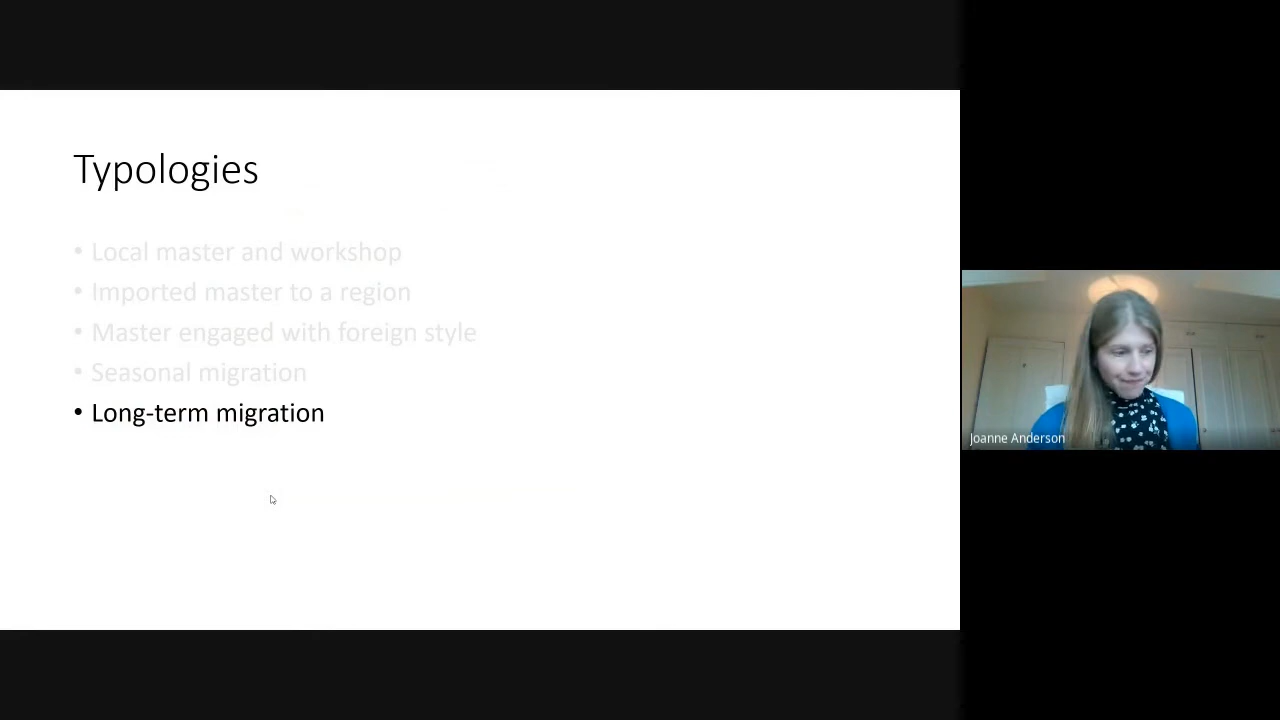 Typologies
• Local master and workshop
• Imported master to a region
• Master engaged with foreign style
• Seasonal migration
• Long-term migration
Joanne Anderson